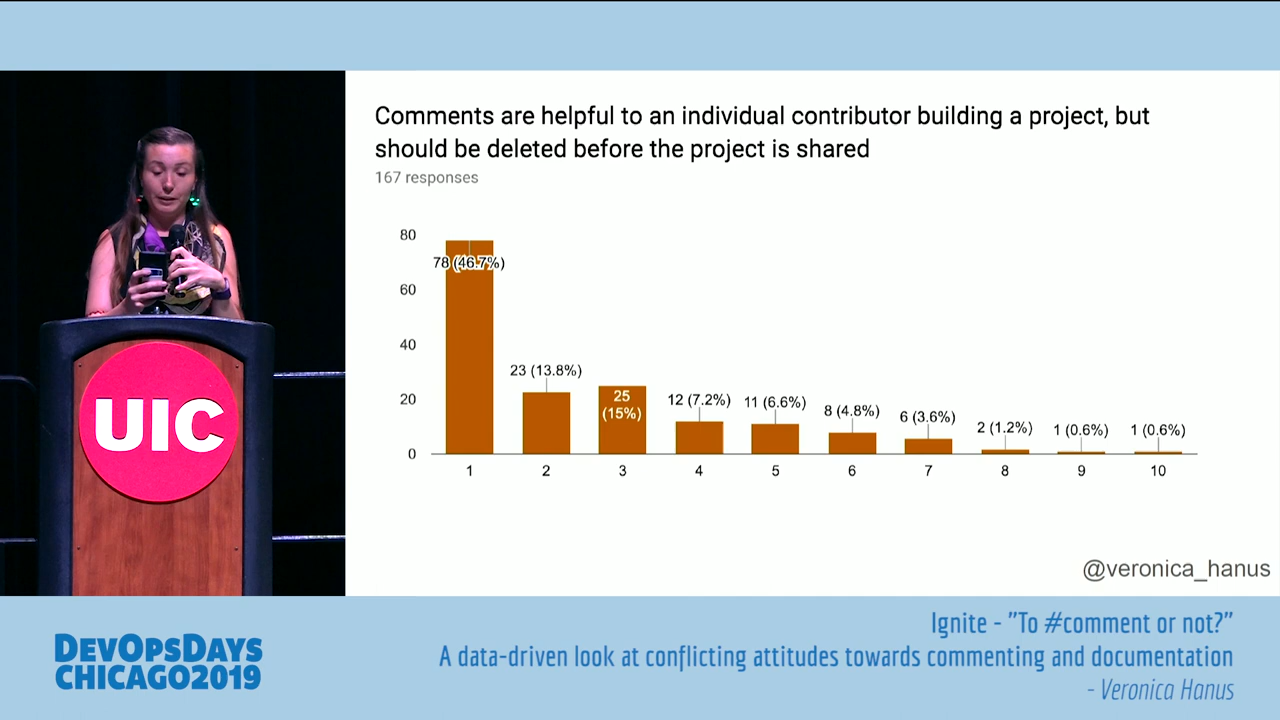 Comments are helpful to an individual contributor building a project, but
should be deleted before the project is shared
167 responses
80
60
40
20
0
78 (46.7%)
23 (13.8%)
25
(15%)
12 (7.2%)
11 (6.6%)
8 (4.8%)
6 (3.6%)
2 (1.2%)
1 (0.6%)
1 (0.6%)
1 2 3 4 5 6 7 8 9 10
@veronica_hanus
UIC
DevOpsDays
Chicago2019
Ignite - "To #comment or not?"
A data-driven look at conflicting attitudes towards commenting and documentation
- Veronica Hanus